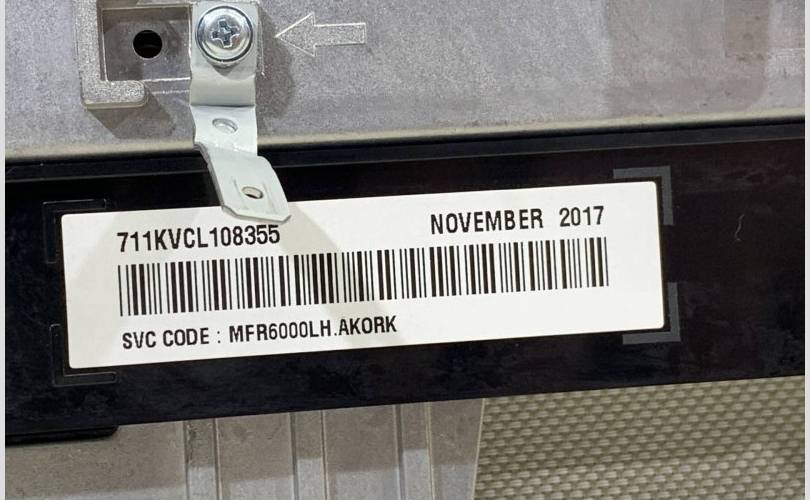 711KVCL108355 NOVEMBER 2017
SVC CODE : MFR6000LH.AKORK